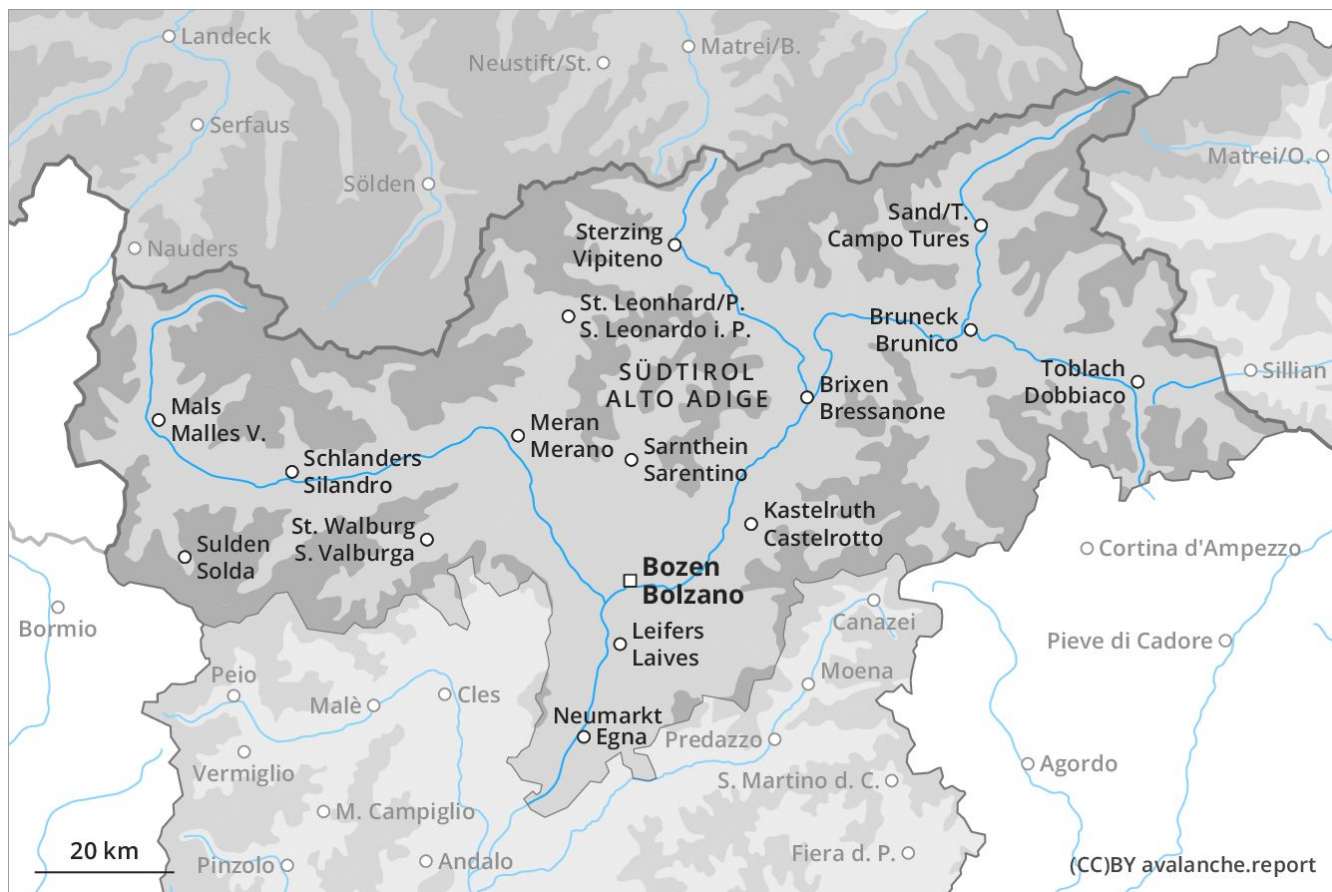 Landeck
Neustift/St.
Matrei/B.
Serfaus
Sölden
Matrei/O.
Nauders
Sterzing
Vipiteno
Sand/T.
Campo Tures
St. Leonhard/P.
S. Leonardo i. P.
Bruneck
Brunico
SÜDTIROL
ALTO ADIGE
Toblach
Dobbiaco
Sillian
Brixen
Bressanone
Mals
Malles V.
Meran
Merano
Sarnthein
Sarentino
Schlanders
Silandro
Kastelruth
Castelrotto
St. Walburg
S. Valburga
Sulden
Solda
Cortina d'Ampezzo
Bozen
Bolzano
Bormio
Canazei
Leifers
Laives
Pieve di Cadore
Peio
Malè
Cles
Moena
Neumarkt
Egna
Predazzo
Vermiglio
Agordo
S. Martino d. C.
M. Campiglio
20 km
Pinzolo
Andalo
Fiera d. P.
(CC)BY avalanche.report